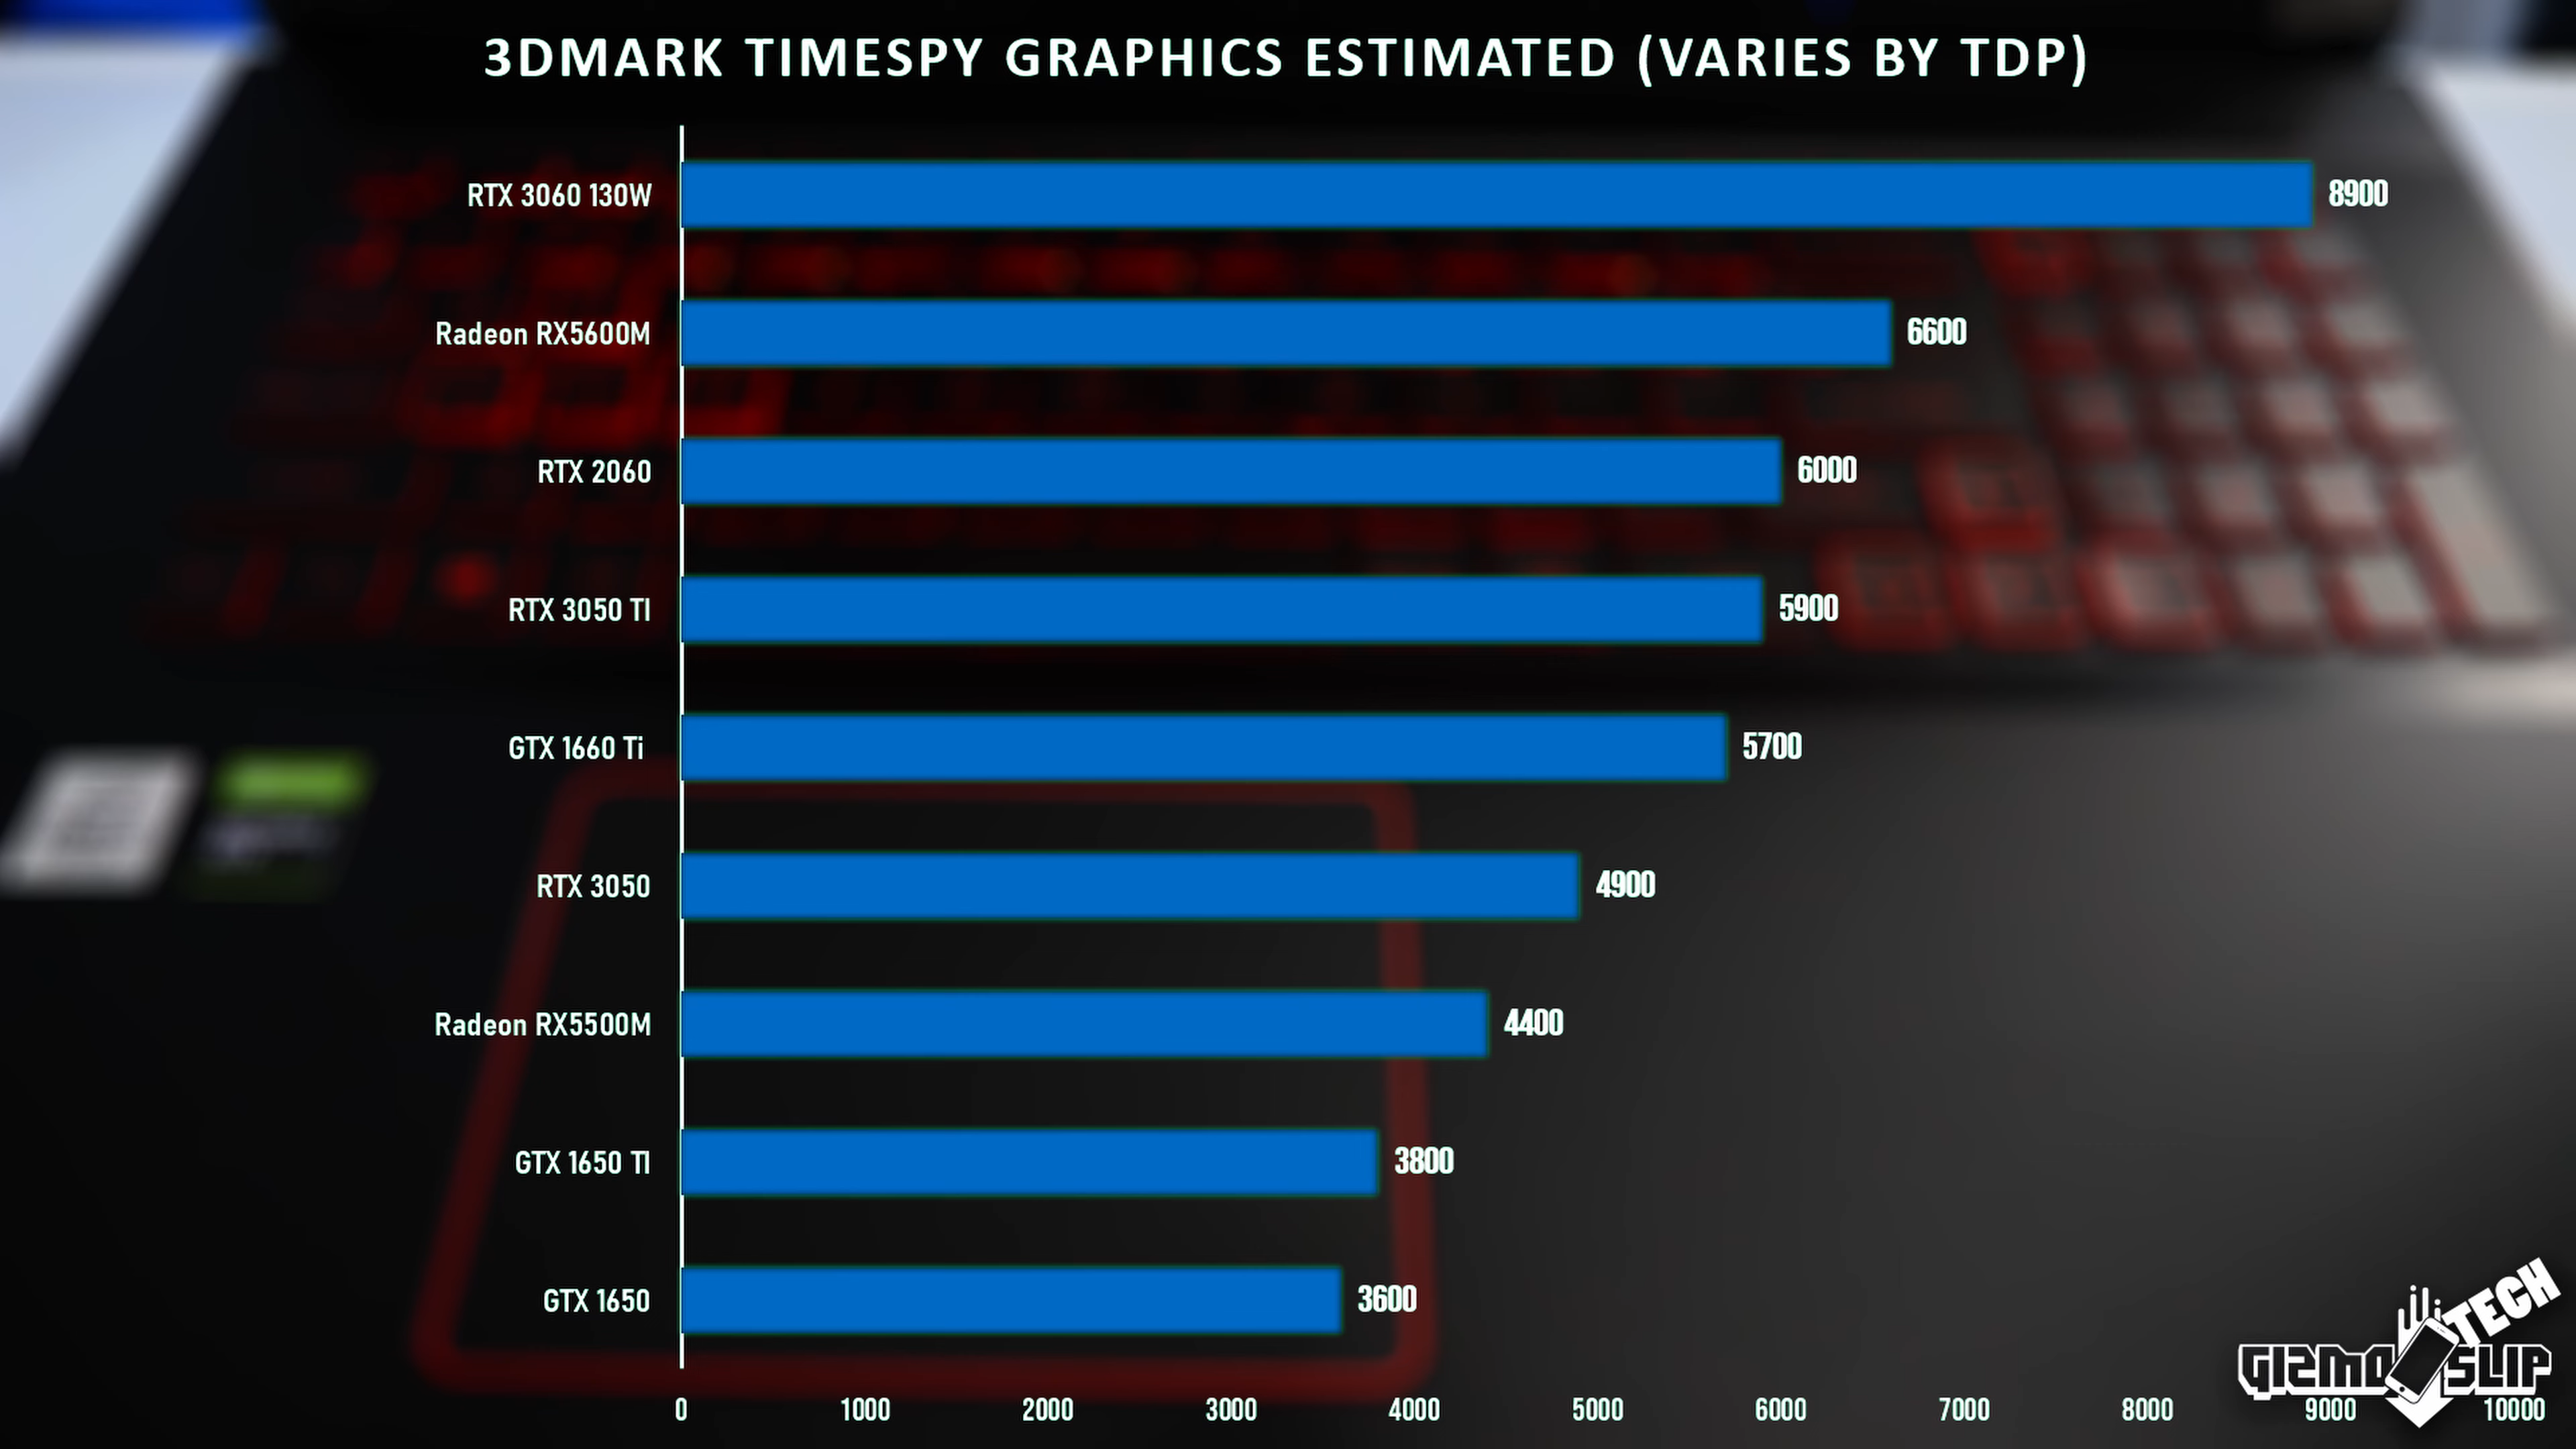 3DMARK TIMESPY GRAPHICS ESTIMATED (VARIES BY TDP)
RTX 3060 130W 8900
Radeon RX5600M 6600
RTX 2060 6000
RTX 3050 TI 5900
GTX 1660 Ti 5700
RTX 3050 4900
Radeon RX5500M 4400
GTX 1650 TI 3800
GTX 1650 3600
0 1000 2000 3000 4000 5000 6000 7000 8000 9000 10000
GIZMO SLIP TECH